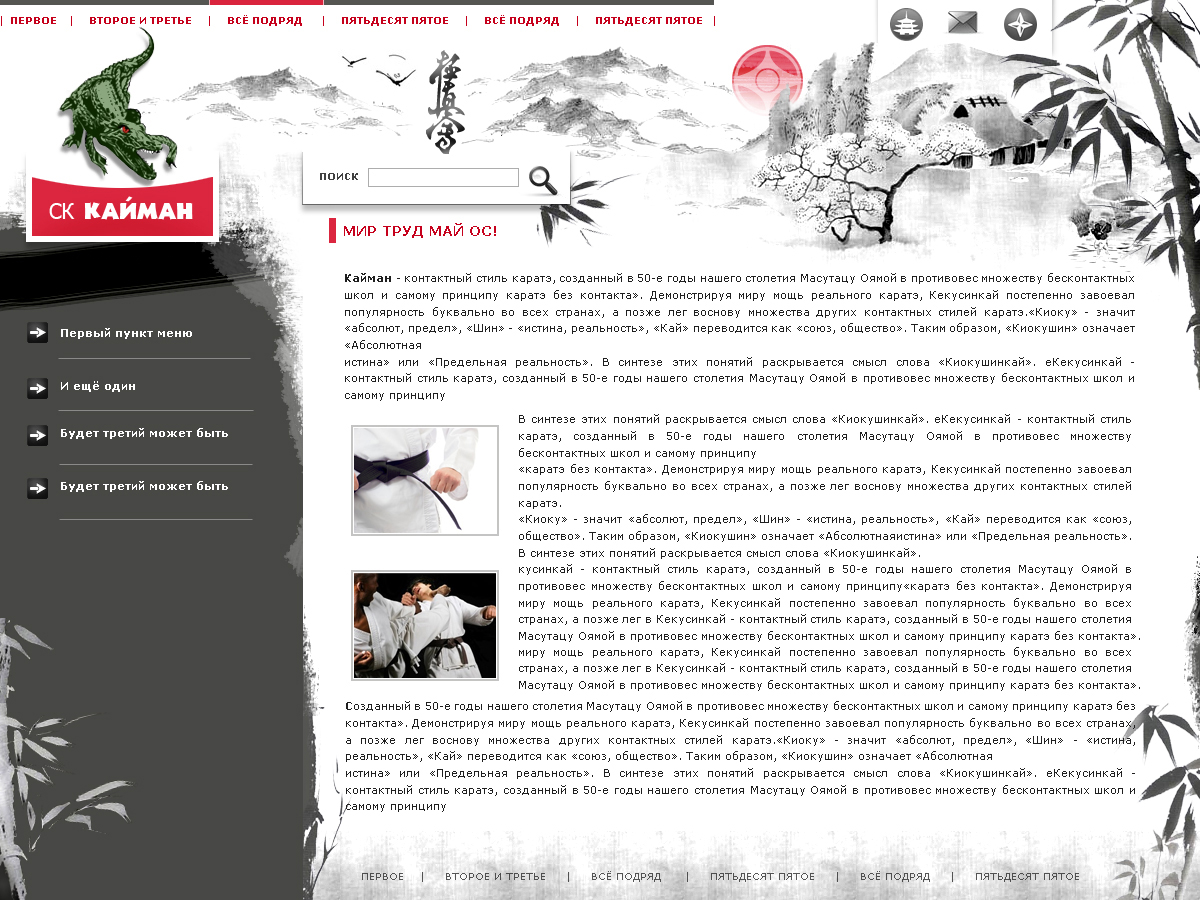 ПЕРВОЕ | ВТОРОЕ И ТРЕТЬЕ | ВСЁ ПОДРЯД | ПЯТЬДЕСЯТ ПЯТОЕ | ВСЁ ПОДРЯД | ПЯТЬДЕСЯТ ПЯТОЕ |
极真会
ПОИСК
СК КАЙМАН
МИР ТРУД МАЙ ОС!
Первый пункт меню
И ещё один
Будет третий может быть
Будет третий может быть
Кайман - контактный стиль каратэ, созданный в 50-е годы нашего столетия Масутацу Оямой в противовес множеству бесконтактных
школ и самому принципу каратэ без контакта». Демонстрируя миру мощь реального каратэ, Кекусинкай постепенно завоевал
популярность буквально во всех странах, а позже лег воснову множества других контактных стилей каратэ.«Киоку» - значит
«абсолют, предел», «Шин» - «истина, реальность», «Кай» переводится как «союз, общество». Таким образом, «Киокушин» означает
«Абсолютная
истина» или «Предельная реальность». В синтезе этих понятий раскрывается смысл слова «Киокушинкай». еКекусинкай -
контактный стиль каратэ, созданный в 50-е годы нашего столетия Масутацу Оямой в противовес множеству бесконтактных школ и
самому принципу
В синтезе этих понятий раскрывается смысл слова «Киокушинкай». еКекусинкай - контактный стиль
каратэ, созданный в 50-е годы нашего столетия Масутацу Оямой в противовес множеству
бесконтактных школ и самому принципу
«каратэ без контакта». Демонстрируя миру мощь реального каратэ, Кекусинкай постепенно завоевал
популярность буквально во всех странах, а позже лег воснову множества других контактных стилей
каратэ.
«Киоку» - значит «абсолют, предел», «Шин» - «истина, реальность», «Кай» переводится как «союз,
общество». Таким образом, «Киокушин» означает «Абсолютнаяистина» или «Предельная реальность».
В синтезе этих понятий раскрывается смысл слова «Киокушинкай».
кусинкай - контактный стиль каратэ, созданный в 50-е годы нашего столетия Масутацу Оямой в
противовес множеству бесконтактных школ и самому принципу«каратэ без контакта». Демонстрируя
миру мощь реального каратэ, Кекусинкай постепенно завоевал популярность буквально во всех
странах, а позже лег в Кекусинкай - контактный стиль каратэ, созданный в 50-е годы нашего столетия
Масутацу Оямой в противовес множеству бесконтактных школ и самому принципу каратэ без контакта».
миру мощь реального каратэ, Кекусинкай постепенно завоевал популярность буквально во всех
странах, а позже лег в Кекусинкай - контактный стиль каратэ, созданный в 50-е годы нашего столетия
Масутацу Оямой в противовес множеству бесконтактных школ и самому принципу каратэ без контакта».
Созданный в 50-е годы нашего столетия Масутацу Оямой в противовес множеству бесконтактных школ и самому принципу каратэ без
контакта». Демонстрируя миру мощь реального каратэ, Кекусинкай постепенно завоевал популярность буквально во всех странах,
а позже лег воснову множества других контактных стилей каратэ.«Киоку» - значит «абсолют, предел», «Шин» - «истина,
реальность», «Кай» переводится как «союз, общество». Таким образом, «Киокушин» означает «Абсолютная
истина» или «Предельная реальность». В синтезе этих понятий раскрывается смысл слова «Киокушинкай». еКекусинкай -
контактный стиль каратэ, созданный в 50-е годы нашего столетия Масутацу Оямой в противовес множеству бесконтактных школ и
самому принципу
ПЕРВОЕ | ВТОРОЕ И ТРЕТЬЕ | ВСЁ ПОДРЯД | ПЯТЬДЕСЯТ ПЯТОЕ | ВСЁ ПОДРЯД | ПЯТЬДЕСЯТ ПЯТОЕ